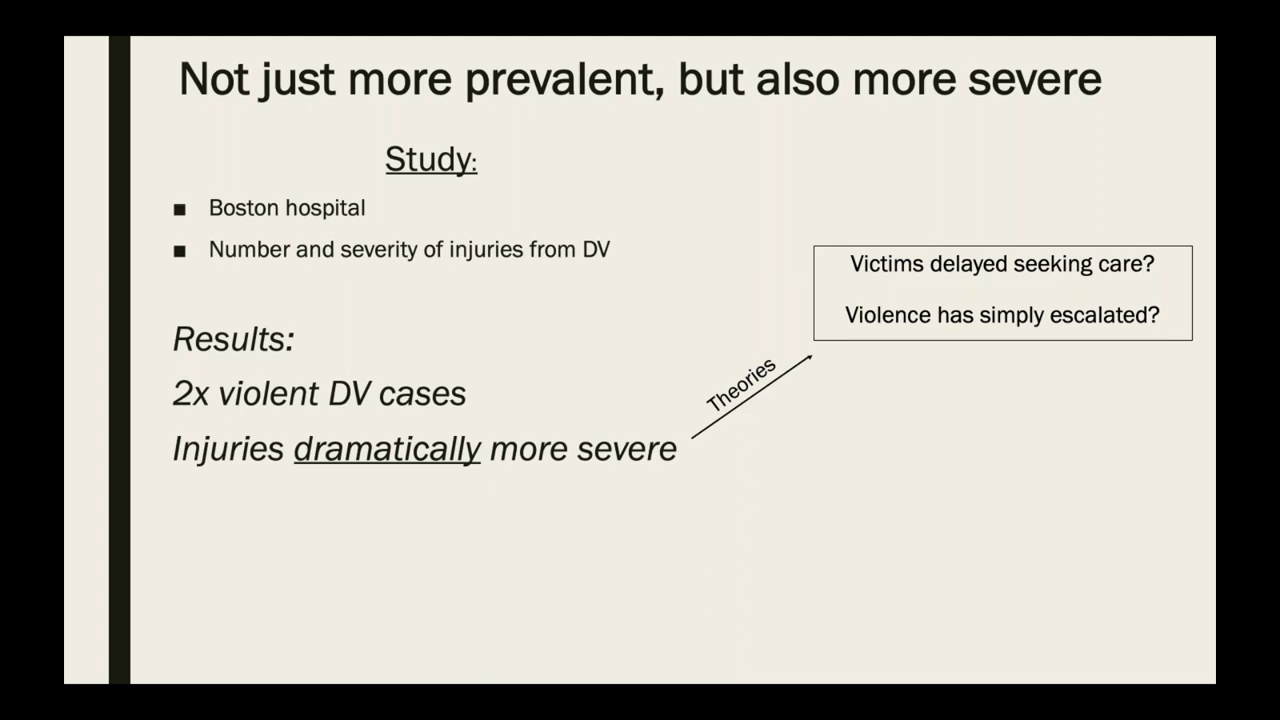 Not just more prevalent, but also more severe
Study:
■ Boston hospital
■ Number and severity of injuries from DV
Results:
2x violent DV cases
Injuries dramatically more severe
Theories
Victims delayed seeking care?
Violence has simply escalated?